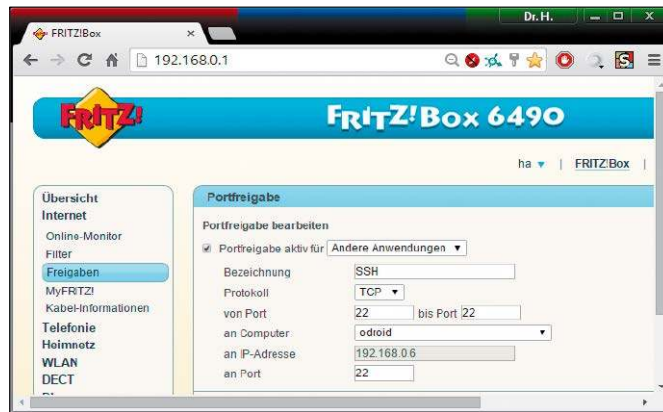 Dr.H.
FRITZ!Box
192.168.0.1
FRITZ!
FRITZ!Box 6490
ha | FRITZ!Box |
Übersicht
Internet
Online-Monitor
Filter
Freigaben
MyFRITZ!
Kabel-Informationen
Telefonie
Heimnetz
WLAN
DECT
Portfreigabe
Portfreigabe bearbeiten
Portfreigabe aktiv für Andere Anwendungen
Bezeichnung SSH
Protokoll TCP
von Port 22 bis Port 22
an Computer odroid
an IP-Adresse 192.168.0.6
an Port 22